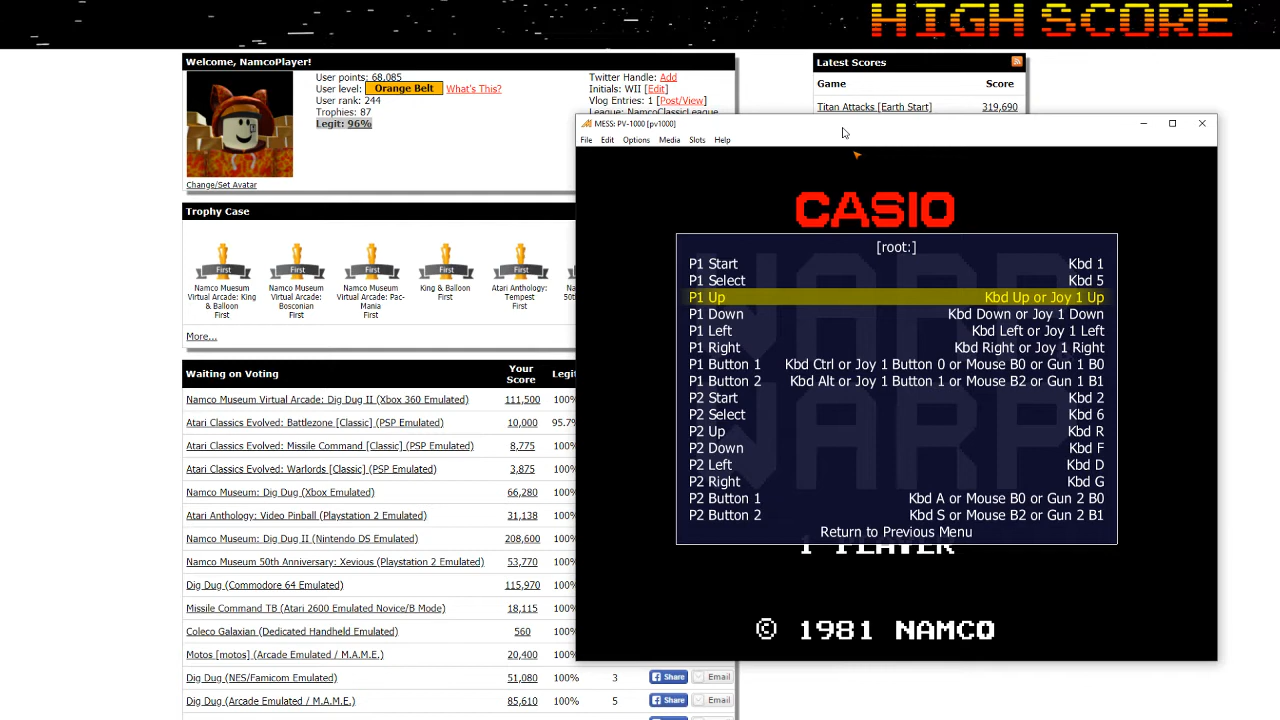 HIGH SCORE
Welcome, NamcoPlayer!
User points: 68,085
User level: Orange Belt What's This?
User rank: 244
Trophies: 87
Legit: 96%
Twitter Handle: Add
Initials: WII [Edit]
Vlog Entries: 1 [Post/View]
League: NamcoClassicLeague
Change/Set Avatar
Latest Scores
Game Score
Titan Attacks [Earth Start] 319,690
Trophy Case
First
Namco Museum Virtual Arcade: King & Balloon
First
First
Namco Museum Virtual Arcade: Bosconian
First
First
Namco Museum Virtual Arcade: Pac-Mania
First
First
King & Balloon
First
First
Atari Anthology: Tempest
First
More...
Waiting on Voting Your Score Legit
Namco Museum Virtual Arcade: Dig Dug II (Xbox 360 Emulated) 111,500 100%
Atari Classics Evolved: Battlezone [Classic] (PSP Emulated) 10,000 95.7%
Atari Classics Evolved: Missile Command [Classic] (PSP Emulated) 8,775 100%
Atari Classics Evolved: Warlords [Classic] (PSP Emulated) 3,875 100%
Namco Museum: Dig Dug (Xbox Emulated) 66,280 100%
Atari Anthology: Video Pinball (Playstation 2 Emulated) 31,138 100%
Namco Museum: Dig Dug II (Nintendo DS Emulated) 208,600 100%
Namco Museum 50th Anniversary: Xevious (Playstation 2 Emulated) 53,770 100%
Dig Dug (Commodore 64 Emulated) 115,970 100%
Missile Command TB (Atari 2600 Emulated Novice/B Mode) 18,115 100%
Coleco Galaxian (Dedicated Handheld Emulated) 560 100%
Motos [motos] (Arcade Emulated / M.A.M.E.) 20,400 100%
Dig Dug (NES/Famicom Emulated) 51,080 100% 3 Share Email
Dig Dug (Arcade Emulated / M.A.M.E.) 85,610 100% 5 Share Email
MESS: PV-1000 [pv1000]
File Edit Options Media Slots Help
CASIO
[root:]
P1 Start Kbd 1
P1 Select Kbd 5
P1 Up Kbd Up or Joy 1 Up
P1 Down Kbd Down or Joy 1 Down
P1 Left Kbd Left or Joy 1 Left
P1 Right Kbd Right or Joy 1 Right
P1 Button 1 Kbd Ctrl or Joy 1 Button 0 or Mouse B0 or Gun 1 B0
P1 Button 2 Kbd Alt or Joy 1 Button 1 or Mouse B2 or Gun 1 B1
P2 Start Kbd 2
P2 Select Kbd 6
P2 Up Kbd R
P2 Down Kbd F
P2 Left Kbd D
P2 Right Kbd G
P2 Button 1 Kbd A or Mouse B0 or Gun 2 B0
P2 Button 2 Kbd S or Mouse B2 or Gun 2 B1
Return to Previous Menu
WARP
WARP
1 PLAYER
© 1981 NAMCO